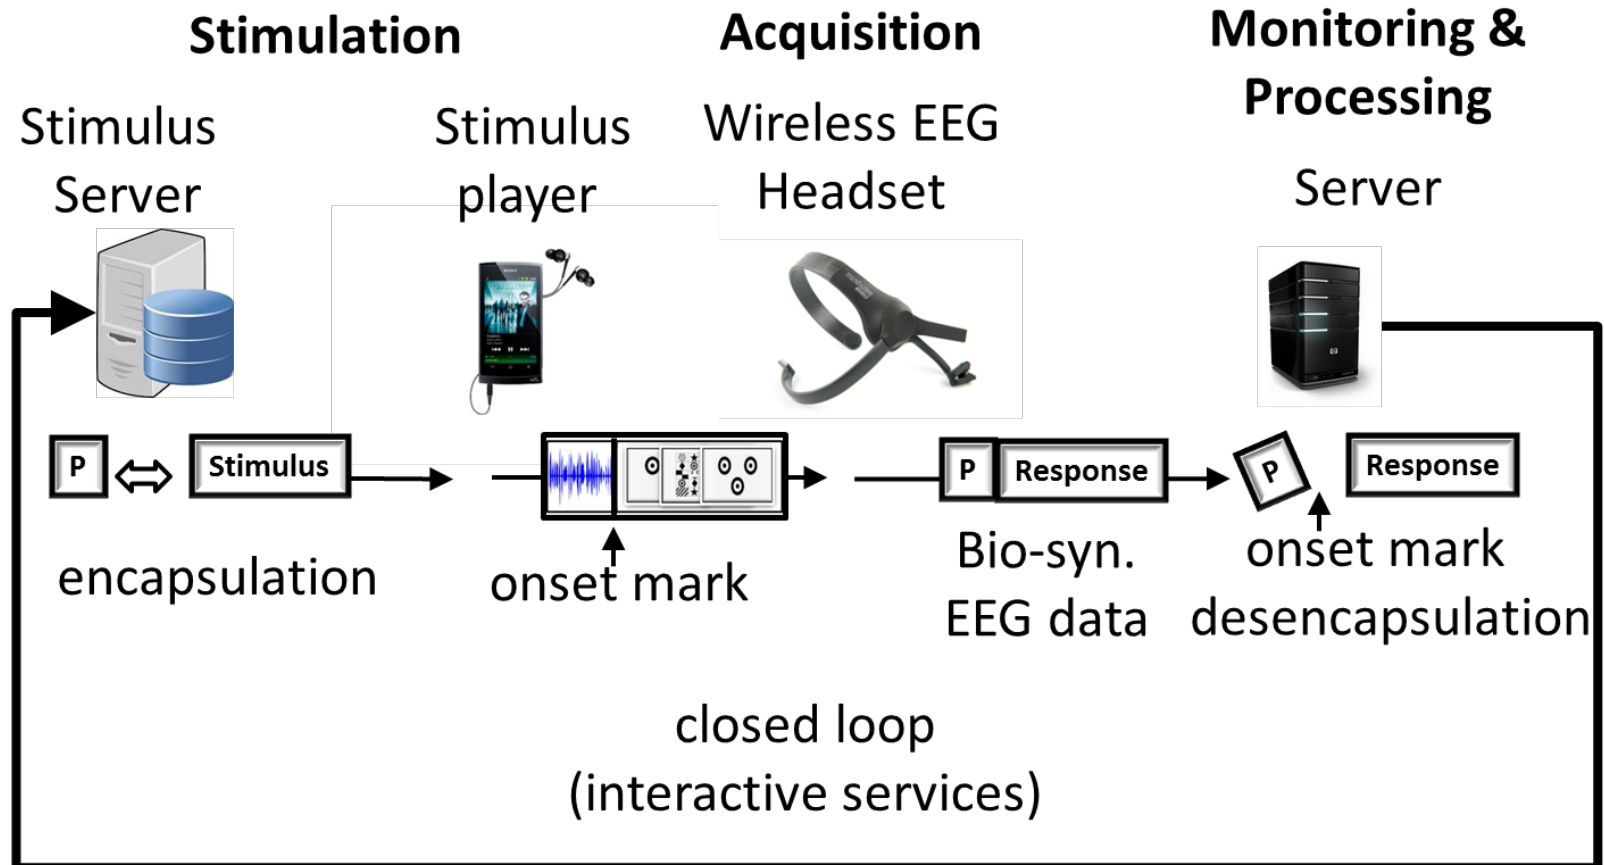 Stimulation
Acquisition
Monitoring &
Processing
Stimulus
Server
Stimulus
player
Wireless EEG
Headset
Server
P
Stimulus
P
Response
P
Response
encapsulation
onset mark
Bio-syn.
EEG data
onset mark
desencapsulation
closed loop
(interactive services)